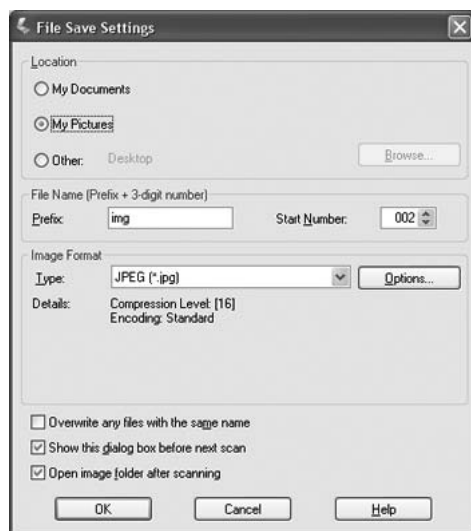 File Save Settings
Location
My Documents
My Pictures
Other: Desktop Browse...
File Name (Prefix + 3-digit number)
Prefix: img Start Number: 002
Image Format
Type: JPEG (*.jpg) Options...
Details: Compression Level: [16]
Encoding: Standard
Overwrite any files with the same name
Show this dialog box before next scan
Open image folder after scanning
OK Cancel Help